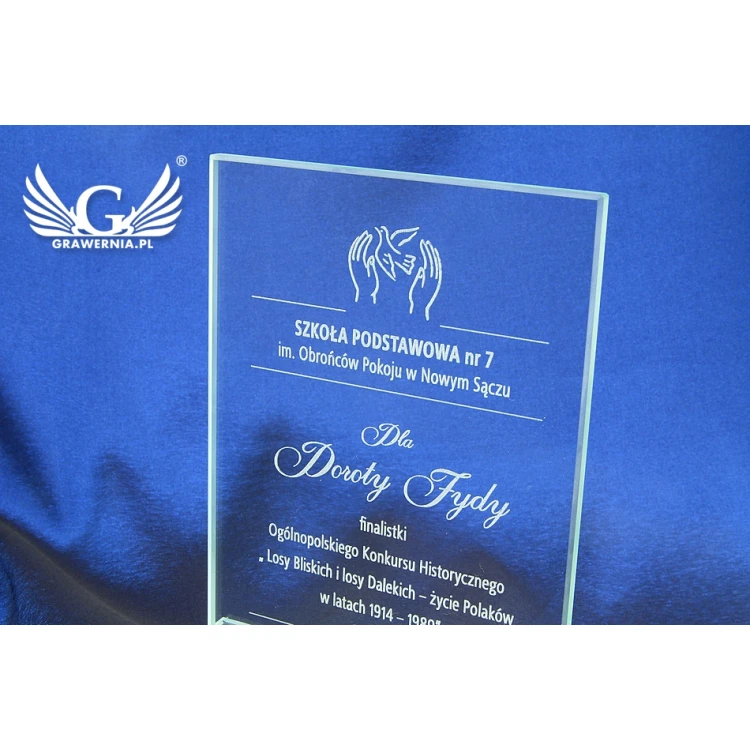 G
®
GRAWERNIA.PL
SZKOŁA PODSTAWOWA nr 7
im. Obrońców Pokoju w Nowym Sączu
Dla
Doroty Fydy
finalistki
Ogólnopolskiego Konkursu Historycznego
„ Losy Bliskich i losy Dalekich – życie Polaków
w latach 1914 – 1989"